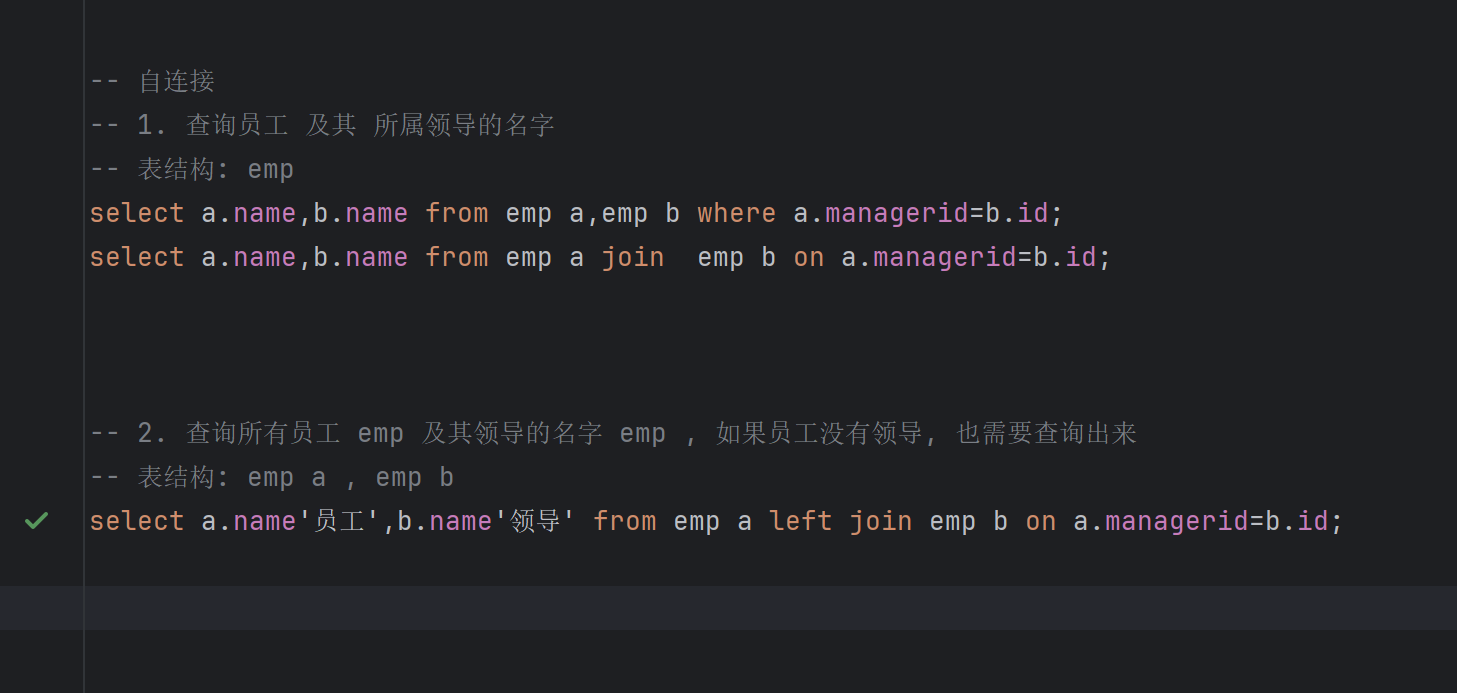 -- 自连接
-- 1. 查询员工 及其 所属领导的名字
-- 表结构: emp
select a.name,b.name from emp a,emp b where a.managerid=b.id;
select a.name,b.name from emp a join  emp b on a.managerid=b.id;
-- 2. 查询所有员工 emp 及其领导的名字 emp , 如果员工没有领导, 也需要查询出来
-- 表结构: emp a , emp b
select a.name'员工',b.name'领导' from emp a left join emp b on a.managerid=b.id;